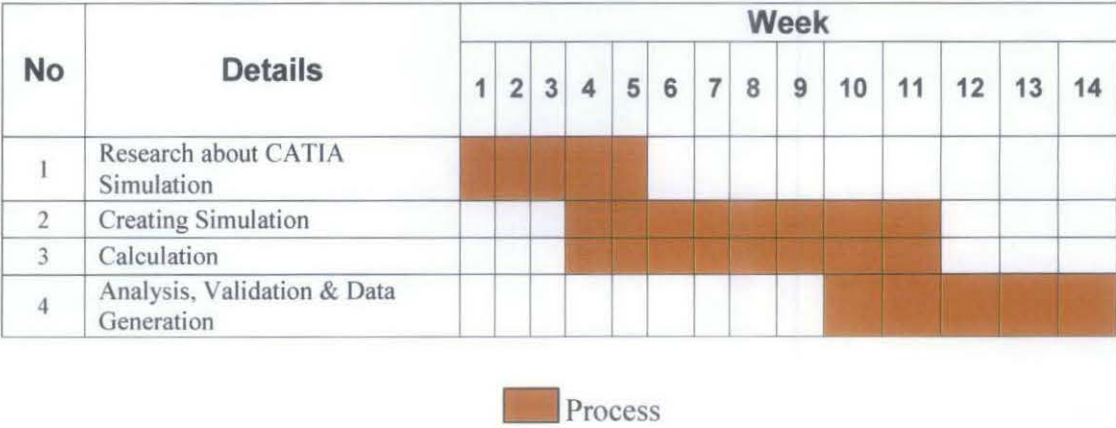 Week
No Details 1 2 3 4 5 6 7 8 9 10 11 12 13 14
1 Research about CATIA
Simulation
2 Creating Simulation
3 Calculation
4 Analysis, Validation & Data
Generation
Process